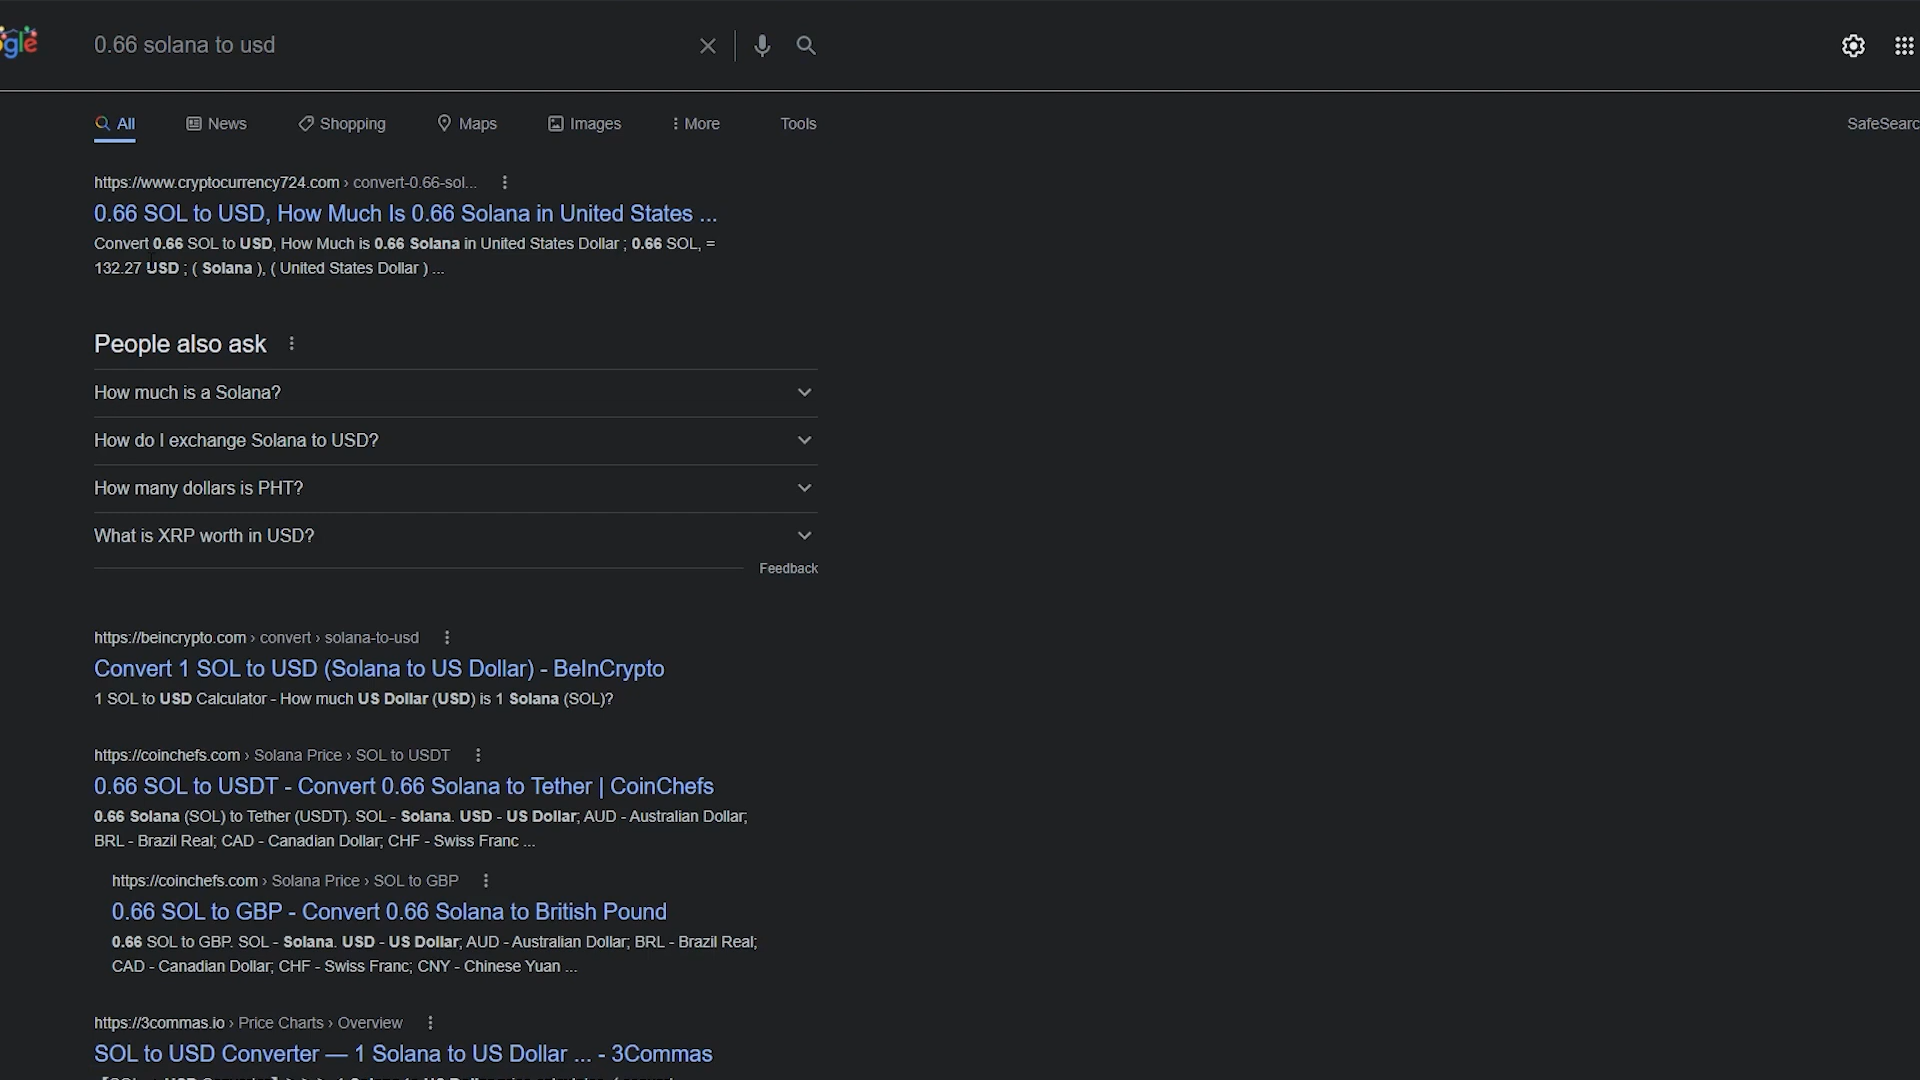 0.66 solana to usd
All News Shopping Maps Images More Tools
https://www.cryptocurrency724.com › convert-0.66-sol...
0.66 SOL to USD, How Much Is 0.66 Solana in United States ...
Convert 0.66 SOL to USD, How Much is 0.66 Solana in United States Dollar ; 0.66 SOL, =
132.27 USD ; ( Solana ), ( United States Dollar ) ...
People also ask
How much is a Solana?
How do I exchange Solana to USD?
How many dollars is PHT?
What is XRP worth in USD?
Feedback
https://beincrypto.com › convert › solana-to-usd
Convert 1 SOL to USD (Solana to US Dollar) - BeInCrypto
1 SOL to USD Calculator - How much US Dollar (USD) is 1 Solana (SOL)?
https://coinchefs.com › Solana Price › SOL to USDT
0.66 SOL to USDT - Convert 0.66 Solana to Tether | CoinChefs
0.66 Solana (SOL) to Tether (USDT). SOL - Solana. USD - US Dollar; AUD - Australian Dollar;
BRL - Brazil Real; CAD - Canadian Dollar; CHF - Swiss Franc ...
https://coinchefs.com › Solana Price › SOL to GBP
0.66 SOL to GBP - Convert 0.66 Solana to British Pound
0.66 SOL to GBP. SOL - Solana. USD - US Dollar; AUD - Australian Dollar; BRL - Brazil Real;
CAD - Canadian Dollar; CHF - Swiss Franc; CNY - Chinese Yuan ...
https://3commas.io › Price Charts › Overview
SOL to USD Converter — 1 Solana to US Dollar ... - 3Commas